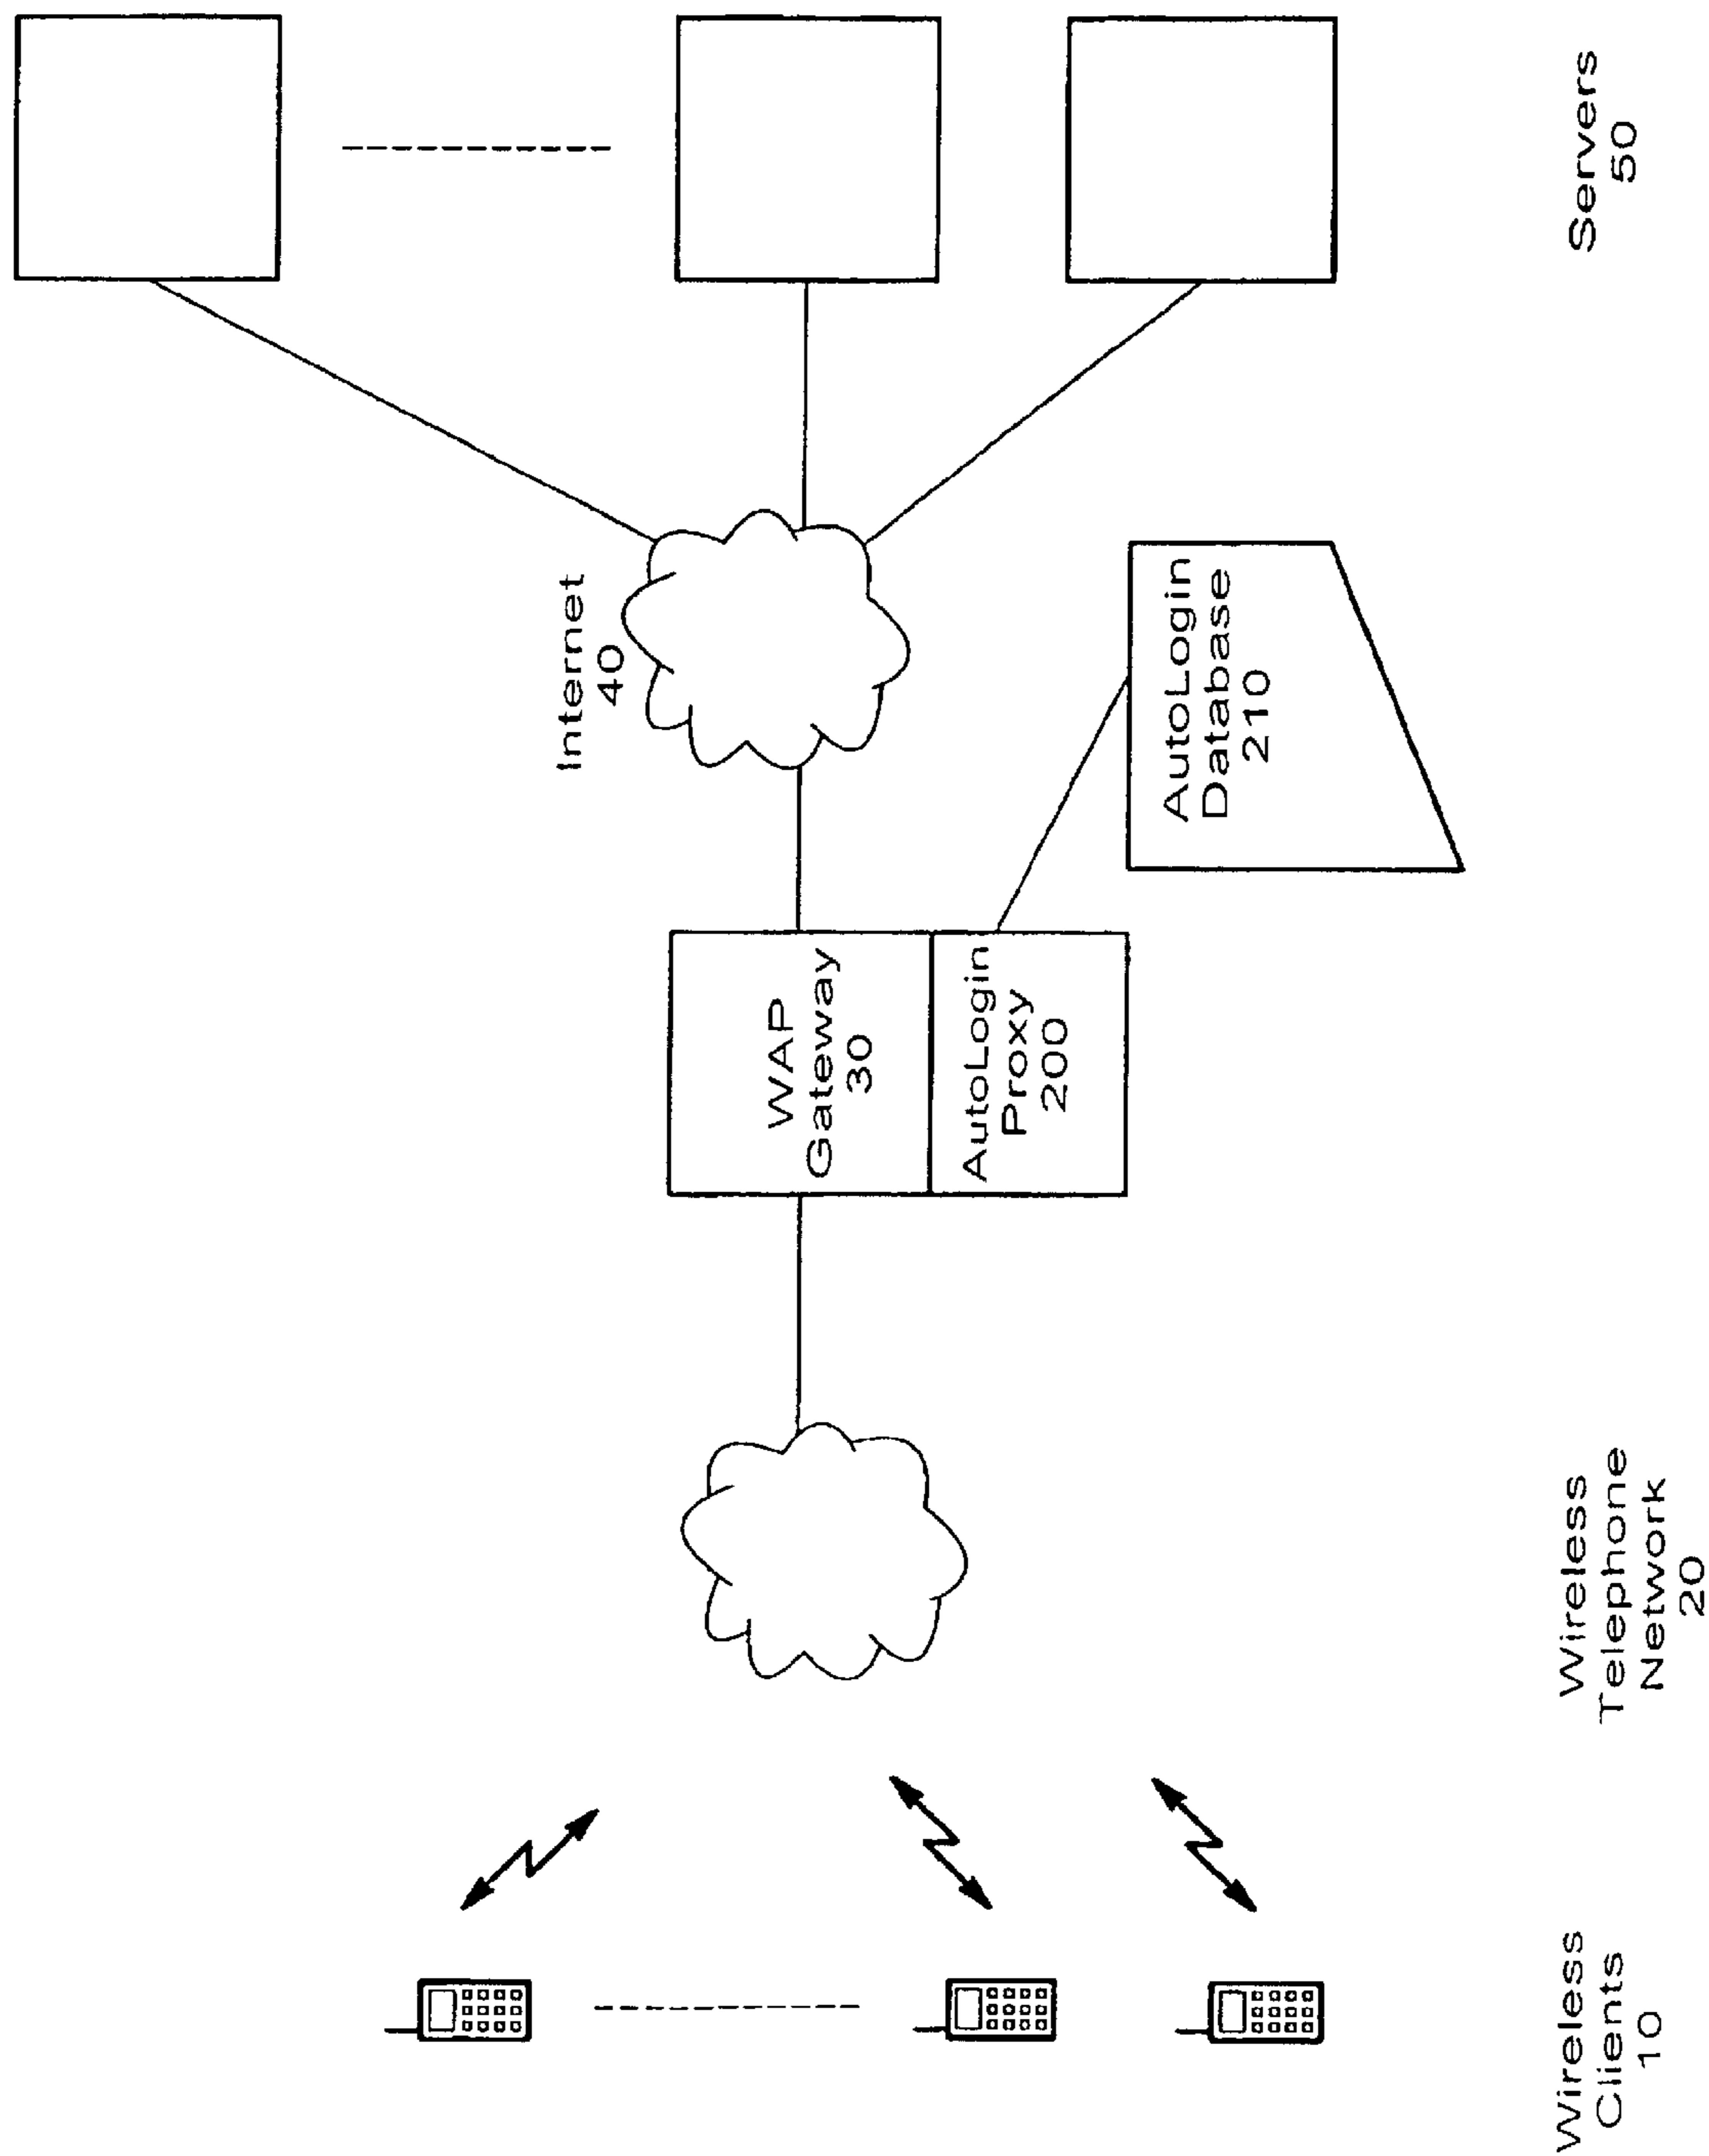 Internet
40
WAP
Gateway
30
AutoLogin
Proxy
200
AutoLogin
Database
210
Wireless
Clients
10
Wireless
Telephone
Network
20
Servers
50